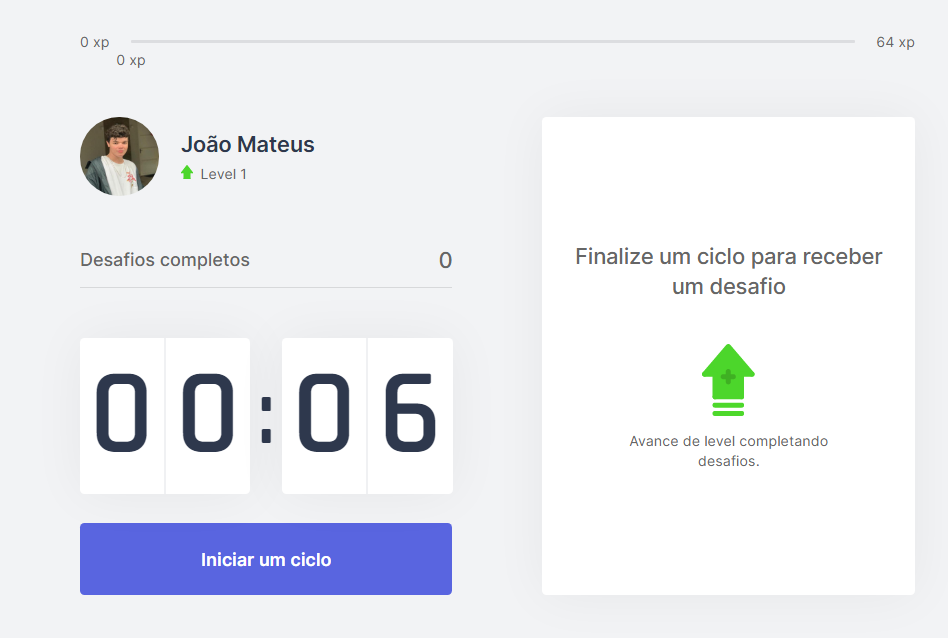 0 xp
64 xp
0 xp
João Mateus
Level 1
Desafios completos
0
00:06
Iniciar um ciclo
Finalize um ciclo para receber
um desafio
Avance de level completando
desafios.